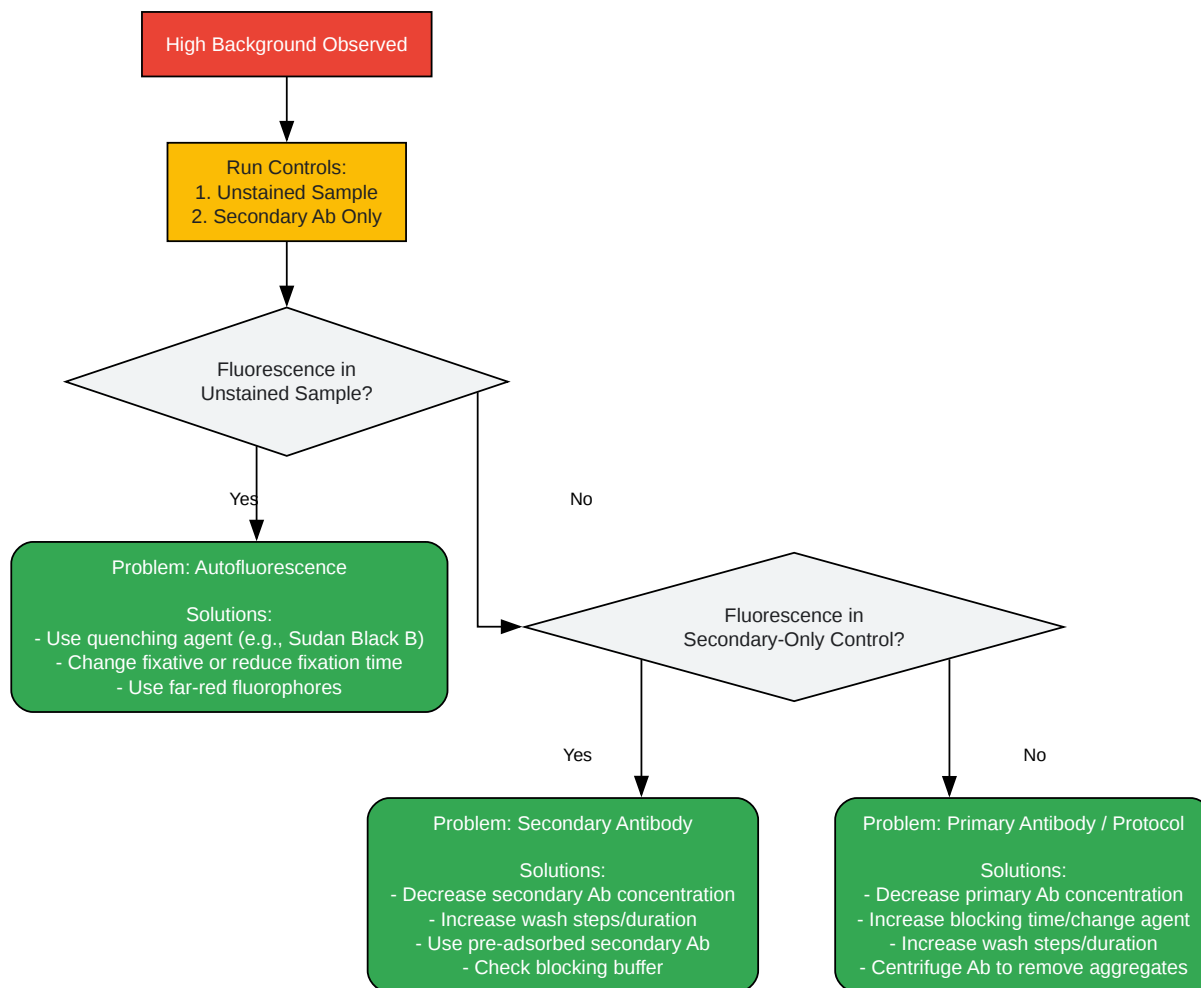 High Background Observed
Run Controls:
1. Unstained Sample
2. Secondary Ab Only
Fluorescence in
Unstained Sample?
Yes
No
Problem: Autofluorescence
Solutions:
- Use quenching agent (e.g., Sudan Black B)
- Change fixative or reduce fixation time
- Use far-red fluorophores
Fluorescence in
Secondary-Only Control?
Yes
No
Problem: Secondary Antibody
Solutions:
- Decrease secondary Ab concentration
- Increase wash steps/duration
- Use pre-adsorbed secondary Ab
- Check blocking buffer
Problem: Primary Antibody / Protocol
Solutions:
- Decrease primary Ab concentration
- Increase blocking time/change agent
- Increase wash steps/duration
- Centrifuge Ab to remove aggregates